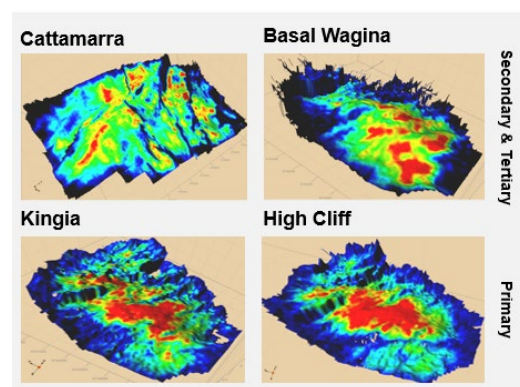 Cattamarra
Basal Wagina
Secondary & Tertiary
Kingia
High Cliff
Primary